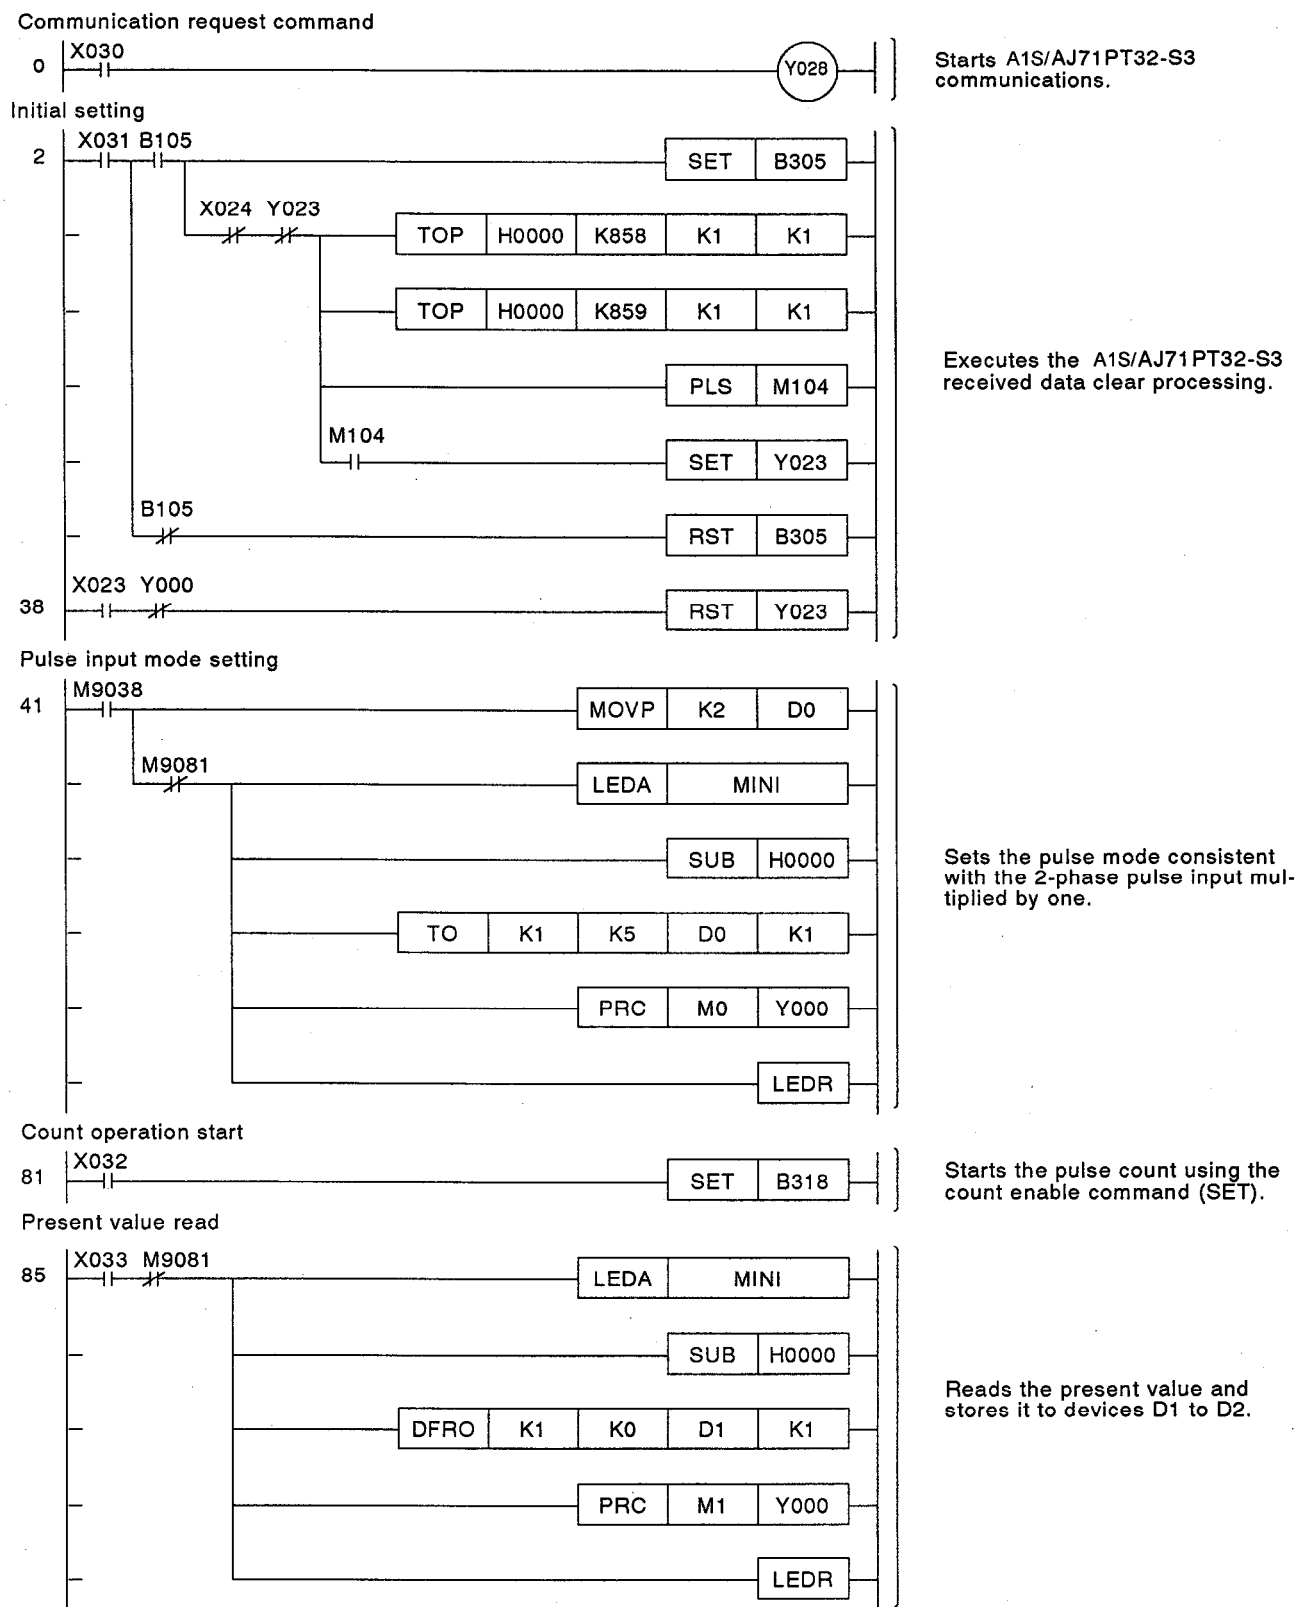 Communication request command
X030
0
Y028
Starts A1S/AJ71PT32-S3
communications.
Initial setting
X031 B105
2
SET B305
X024 Y023
TOP H0000 K858 K1 K1
TOP H0000 K859 K1 K1
Executes the A1S/AJ71PT32-S3
received data clear processing.
PLS M104
M104
SET Y023
B105
RST B305
X023 Y000
38
RST Y023
Pulse input mode setting
M9038
41
MOVP K2 D0
M9081
LEDA MINI
SUB H0000
Sets the pulse mode consistent
with the 2-phase pulse input mul-
tiplied by one.
TO K1 K5 D0 K1
PRC M0 Y000
LEDR
Count operation start
X032
81
SET B318
Starts the pulse count using the
count enable command (SET).
Present value read
X033 M9081
85
LEDA MINI
SUB H0000
Reads the present value and
stores it to devices D1 to D2.
DFRO K1 K0 D1 K1
PRC M1 Y000
LEDR